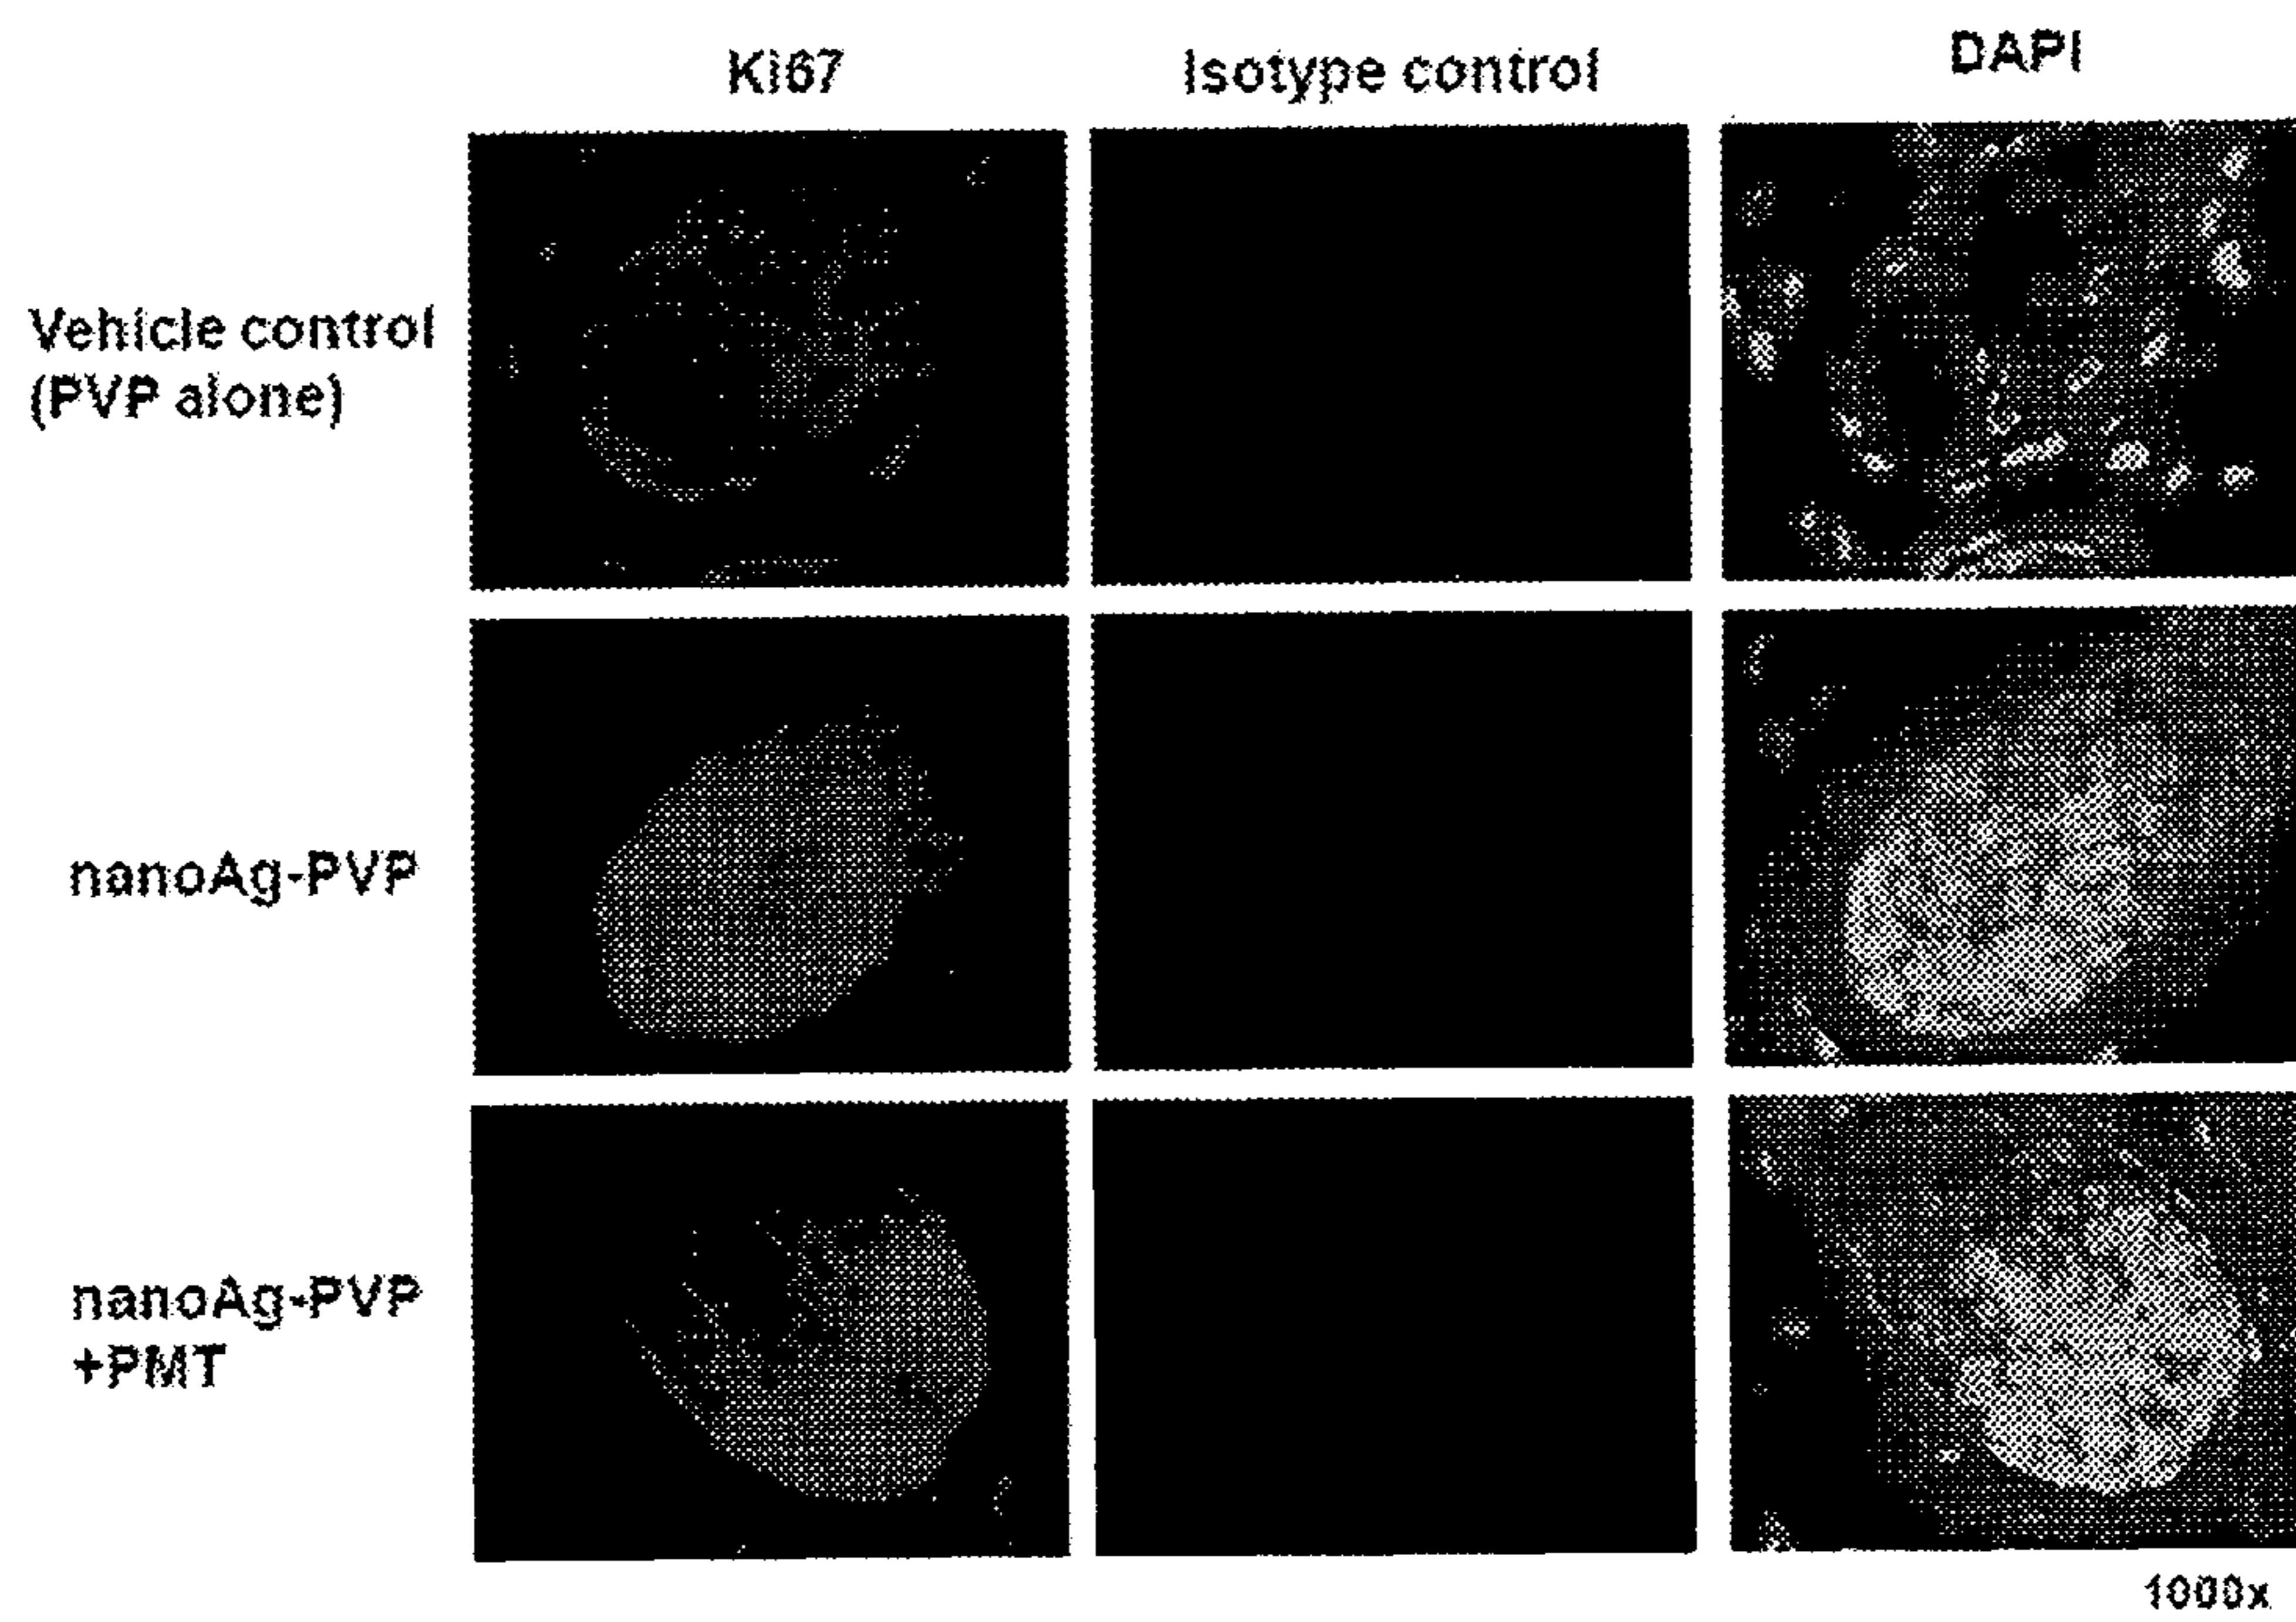 Ki67
Isotype control
DAPI
Vehicle control
(PVP alone)
nanoAg-PVP
nanoAg-PVP
+PMT
1000x